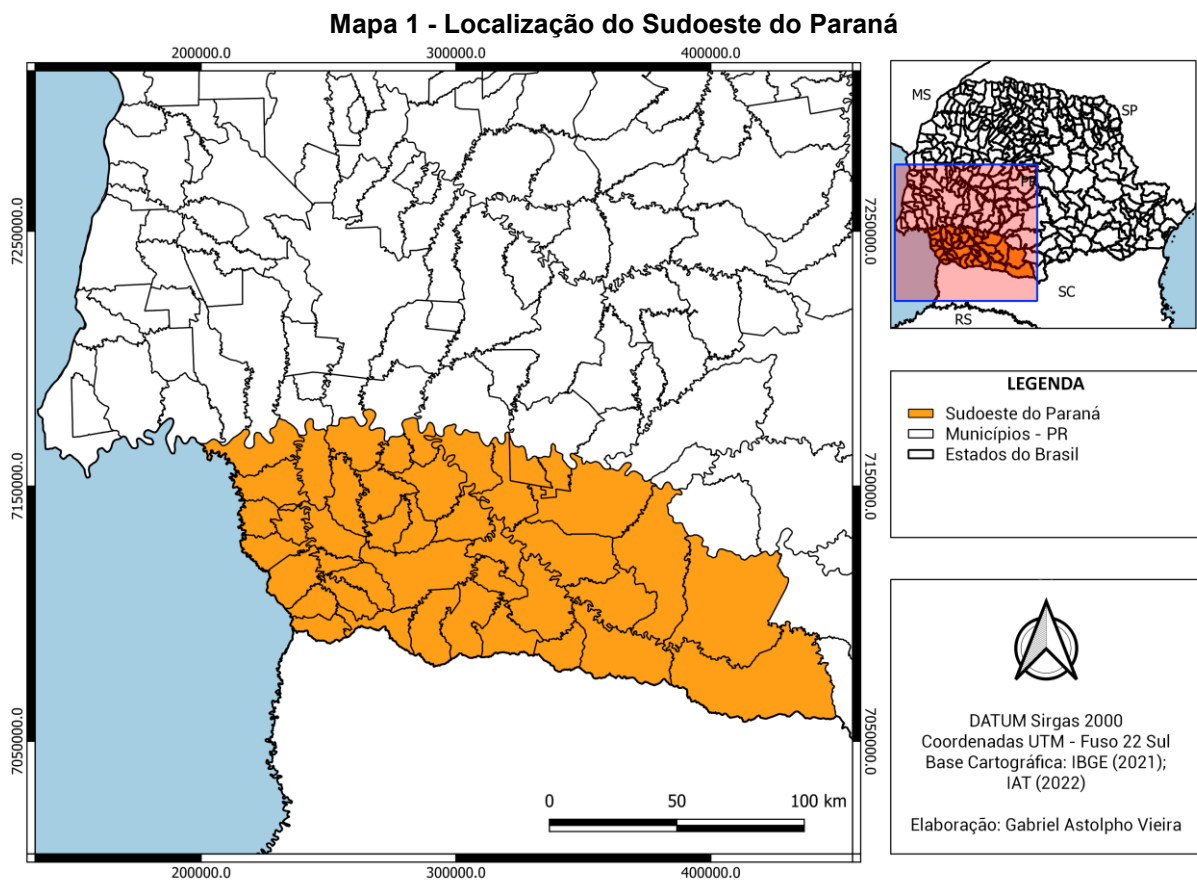 Mapa 1 - Localização do Sudoeste do Paraná
200000.0 300000.0 400000.0
7250000.0 7250000.0
7150000.0 7150000.0
7050000.0 7050000.0
0 50 100 km
200000.0 300000.0 400000.0
MS
SP
PR
SC
RS
LEGENDA
Sudoeste do Paraná
Municípios - PR
Estados do Brasil
DATUM Sirgas 2000
Coordenadas UTM - Fuso 22 Sul
Base Cartográfica: IBGE (2021);
IAT (2022)
Elaboração: Gabriel Astolpho Vieira